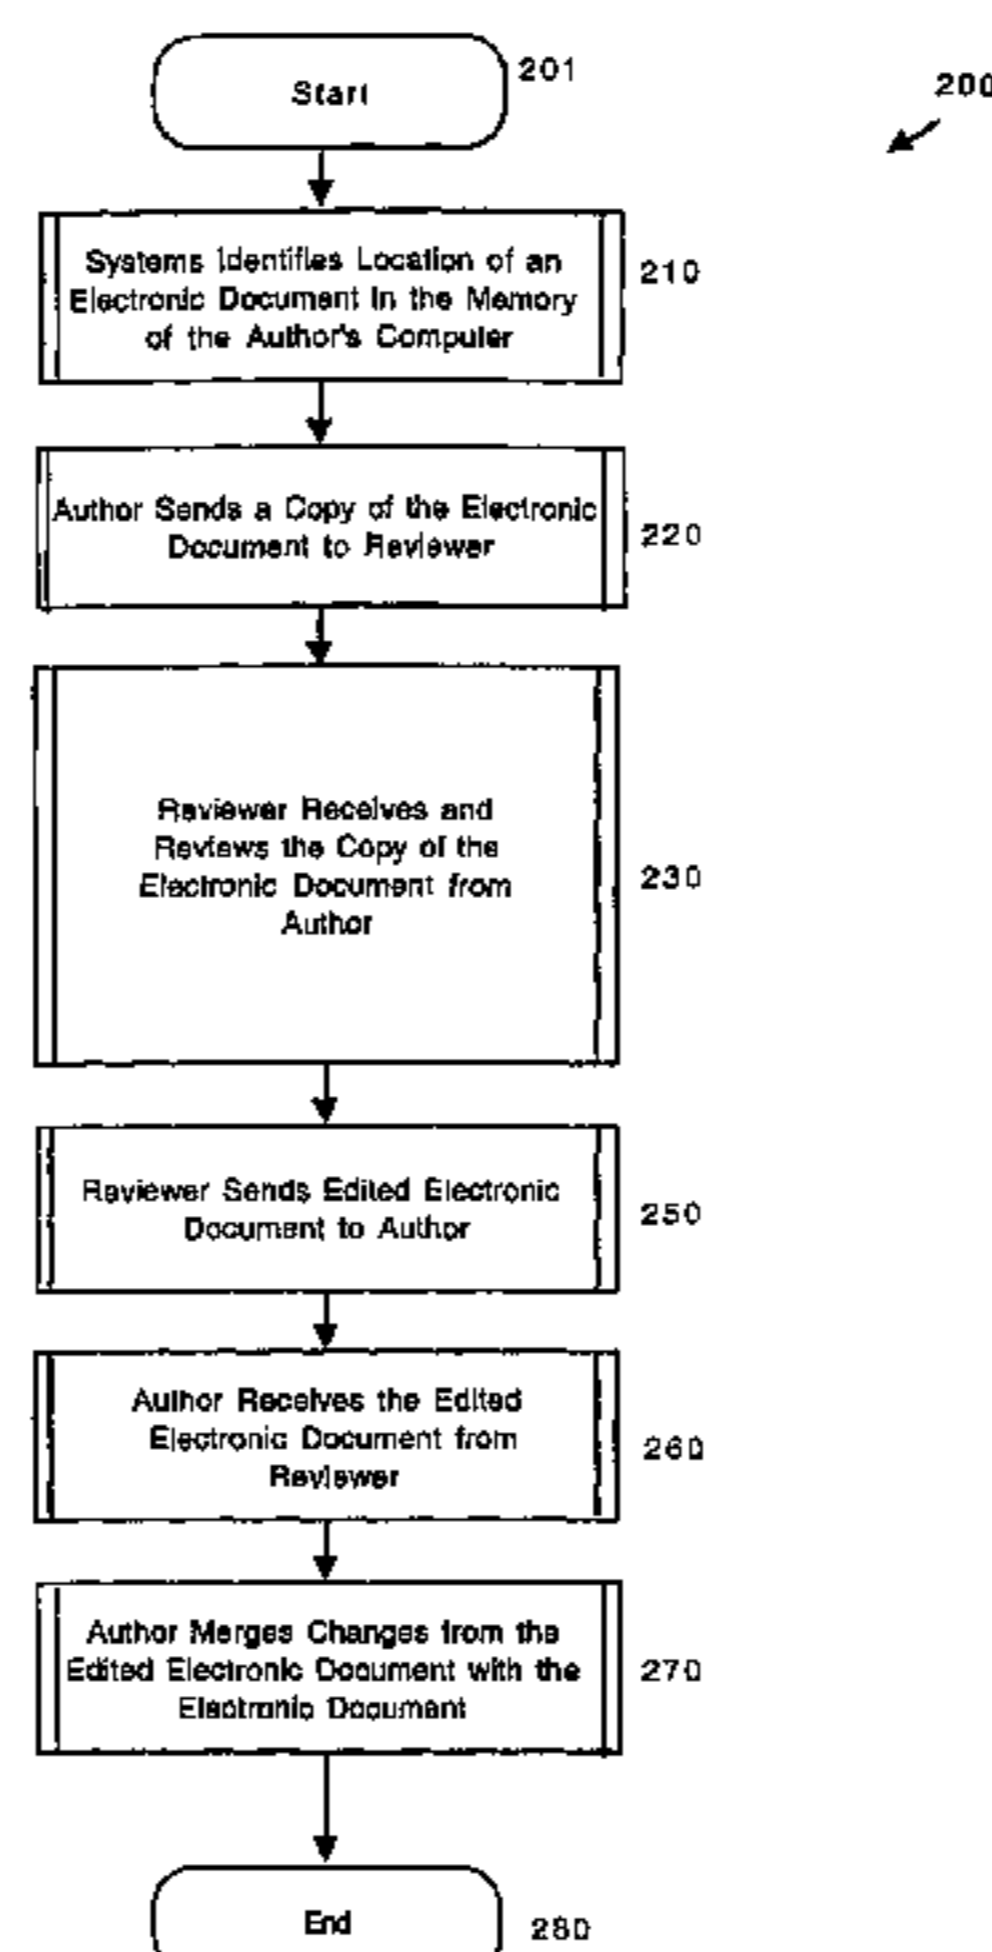 Start
201
200
Systems Identifies Location of an
Electronic Document in the Memory
of the Author's Computer
210
Author Sends a Copy of the Electronic
Document to Reviewer
220
Reviewer Receives and
Reviews the Copy of the
Electronic Document from
Author
230
Reviewer Sends Edited Electronic
Document to Author
250
Author Receives the Edited
Electronic Document from
Reviewer
260
Author Merges Changes from the
Edited Electronic Document with the
Electronic Document
270
End
280